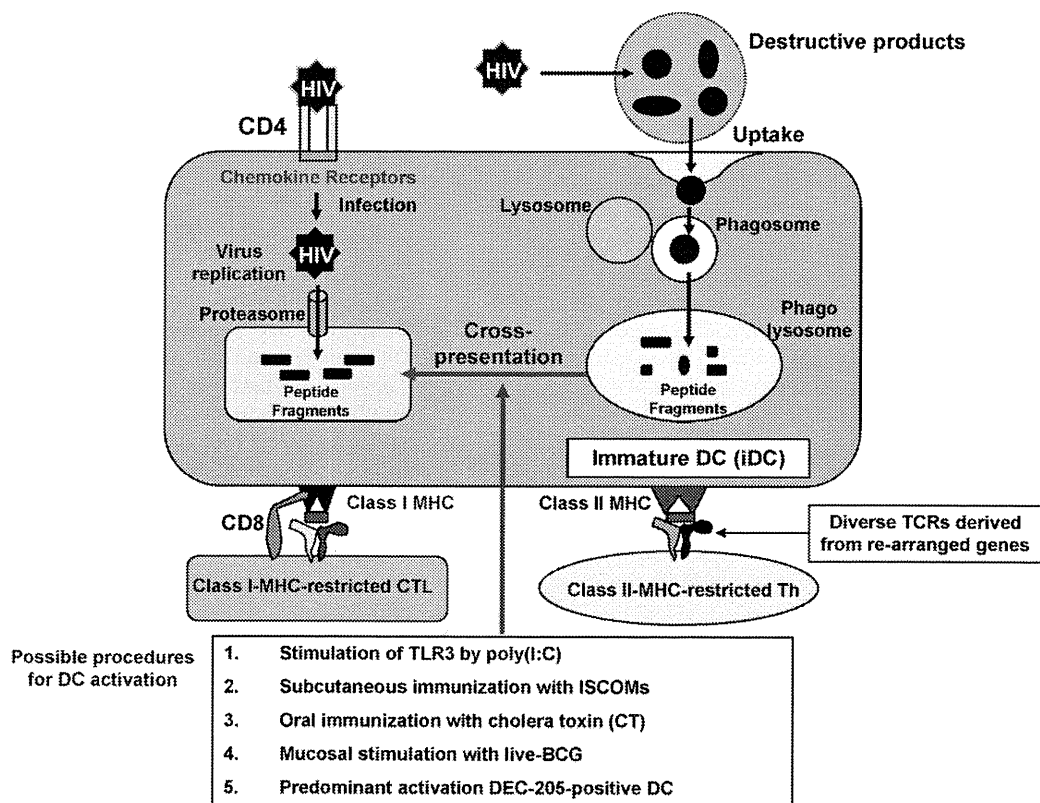 HIV
CD4
Chemokine Receptors
Infection
HIV
Virus
replication
Proteasome
Peptide
Fragments
HIV
Destructive products
Uptake
Lysosome
Phagosome
Phago
lysosome
Peptide
Fragments
Cross-
presentation
Immature DC (iDC)
Class I MHC
CD8
Class I-MHC-restricted CTL
Class II MHC
Class II-MHC-restricted Th
Diverse TCRs derived
from re-arranged genes
Possible procedures
for DC activation
1. Stimulation of TLR3 by poly(I:C)
2. Subcutaneous immunization with ISCOMs
3. Oral immunization with cholera toxin (CT)
4. Mucosal stimulation with live-BCG
5. Predominant activation DEC-205-positive DC